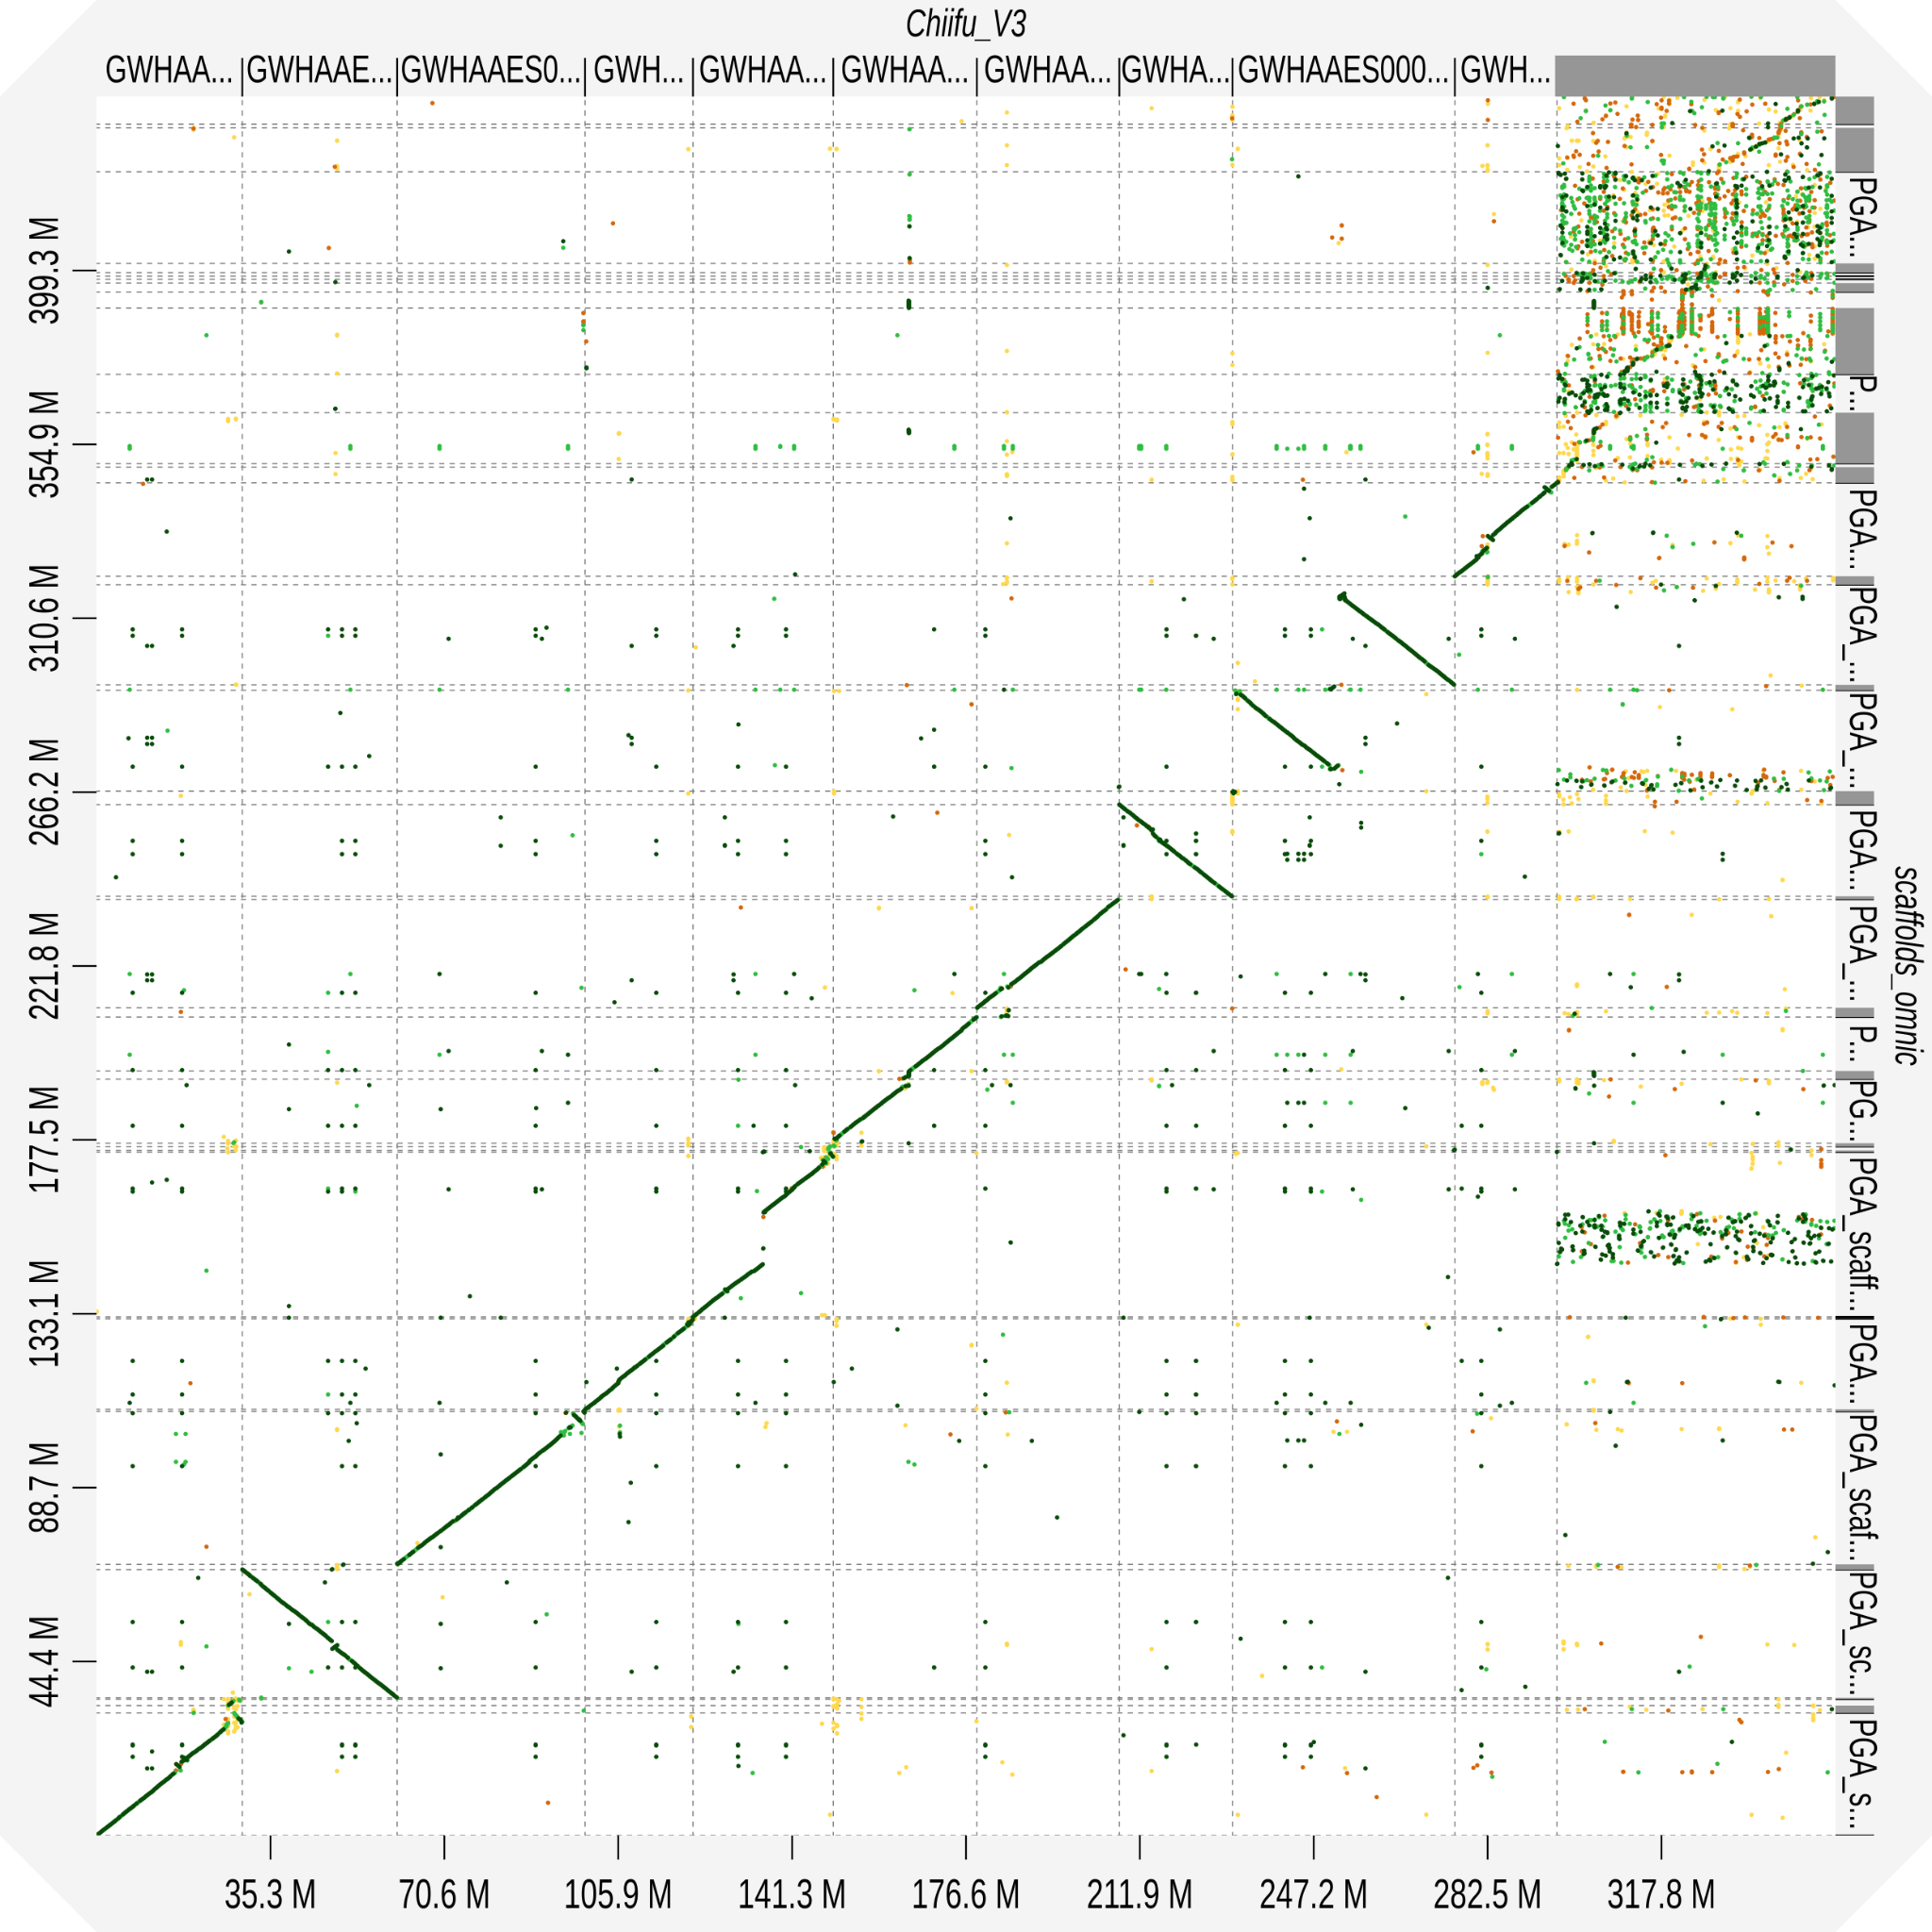 Chiifu_V3
GWHAA...
GWHAAE...
GWHAAES0...
GWH...
GWHAA...
GWHAA...
GWHAA...
GWHA...
GWHAAES000...
GWH...
399.3 M
354.9 M
310.6 M
266.2 M
221.8 M
177.5 M
133.1 M
88.7 M
44.4 M
PGA...
P...
PGA...
PGA_...
PGA_...
PGA...
PGA_...
P...
PG...
PGA_scaff...
PGA...
PGA_scaf...
PGA_sc...
PGA_s...
scaffolds_omnic
35.3 M
70.6 M
105.9 M
141.3 M
176.6 M
211.9 M
247.2 M
282.5 M
317.8 M